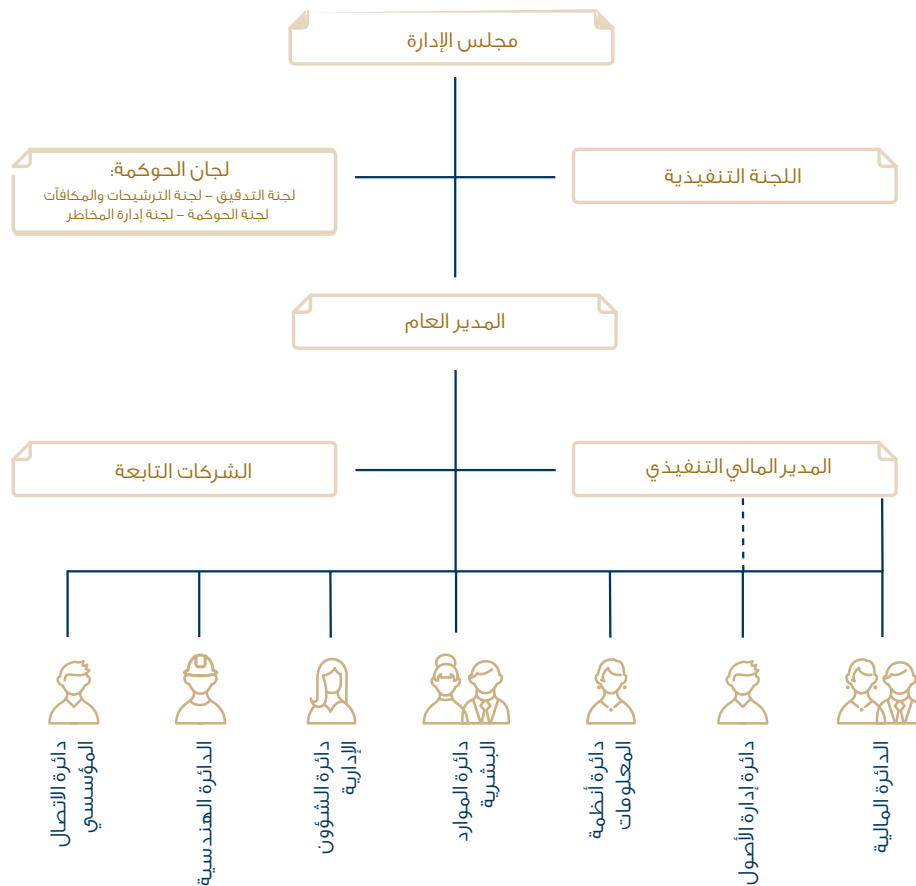 مجلس الإدارة
اللجنة التنفيذية
لجان الحوكمة:
لجنة التدقيق – لجنة الترشيحات والمكافآت
لجنة الحوكمة – لجنة إدارة المخاطر
المدير العام
المدير المالي التنفيذي
الشركات التابعة
الدائرة المالية
دائرة إدارة الأصول
دائرة أنظمة
المعلومات
دائرة الموارد
البشرية
دائرة الشؤون
الإدارية
الدائرة الهندسية
دائرة الاتصال
المؤسسي